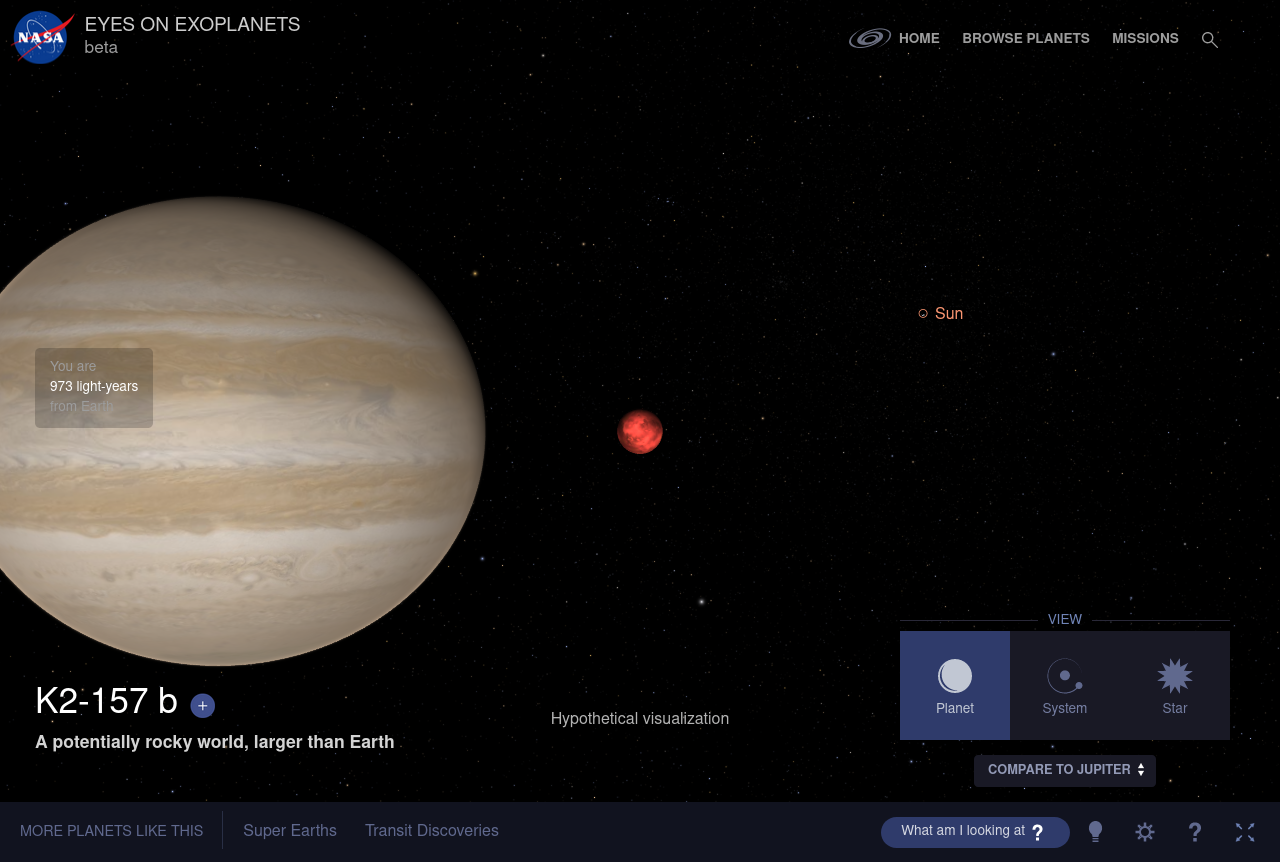 NASA
EYES ON EXOPLANETS
beta
HOME
BROWSE PLANETS
MISSIONS
Sun
You are
973 light-years
from Earth
K2-157 b +
A potentially rocky world, larger than Earth
Hypothetical visualization
VIEW
Planet
System
Star
COMPARE TO JUPITER
MORE PLANETS LIKE THIS
Super Earths
Transit Discoveries
What am I looking at ?
?